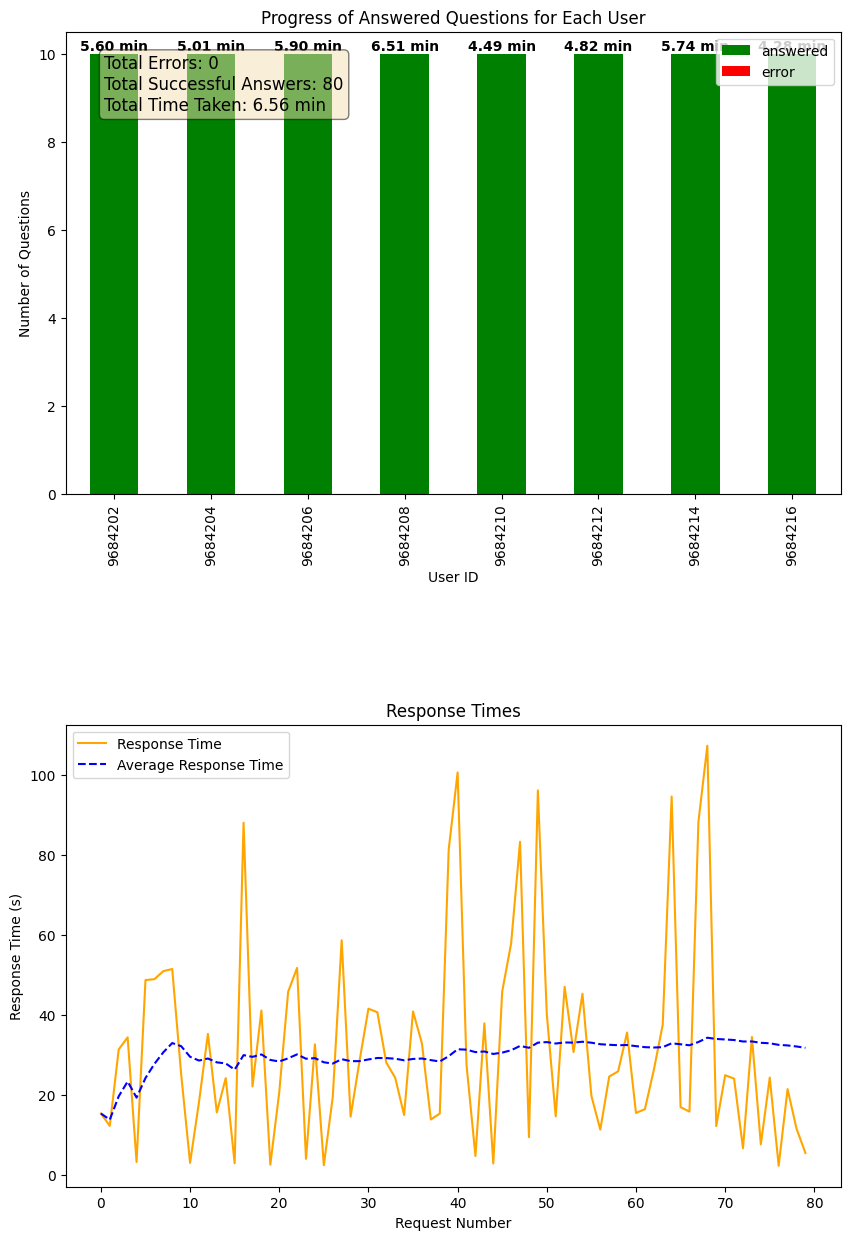 Progress of Answered Questions for Each User
5.60 min 5.01 min 5.90 min 6.51 min 4.49 min 4.82 min 5.74 min 4.28 min
Total Errors: 0
Total Successful Answers: 80
Total Time Taken: 6.56 min
answered
error
Number of Questions
10
8
6
4
2
0
9684202 9684204 9684206 9684208 9684210 9684212 9684214 9684216
User ID
Response Times
Response Time
Average Response Time
Response Time (s)
100
80
60
40
20
0
0 10 20 30 40 50 60 70 80
Request Number